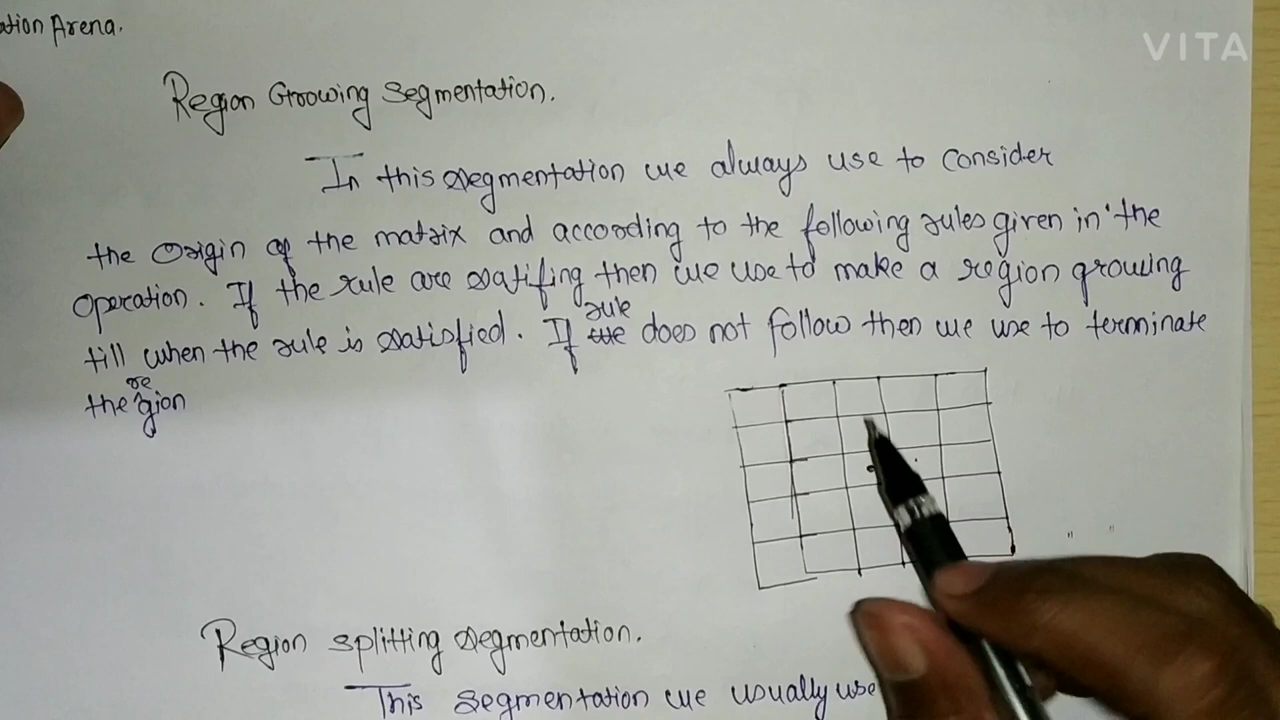 ation Arena.
VITA
Region Growing Segmentation.
In this segmentation we always use to consider
the origin of the matrix and according to the following rules given in the
operation. If the rule are satifing then we use to make a region growing
till when the rule is satisfied. If rule does not follow then we use to terminate
the region
Region splitting segmentation.
This segmentation we usually use